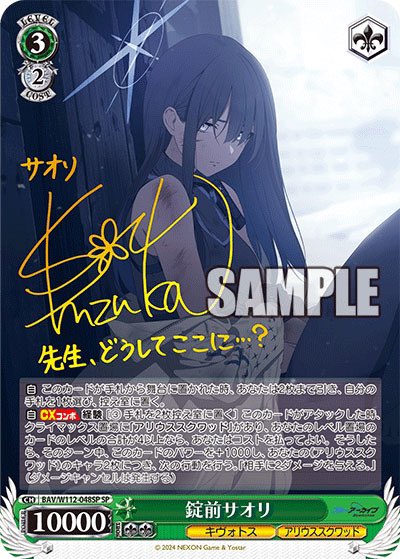 LEVEL
3
2
COST
サオリ
SAMPLE
先生、どうしてここに…?
自 このカードが手札から舞台に置かれた時、あなたは2枚まで引き、自分の
手札を1枚選び、控え室に置く。
自 CXコンボ 経験 [③ 手札を2枚控え室に置く] このカードがアタックした時、
クライマックス置場に「アリウススクワッド」があり、あなたのレベル置場
のカードのレベルの合計が4以上なら、あなたはコストを払ってよい。そうした
ら、そのターン中、このカードのパワーを+1000し、あなたの《アリウススク
ワッド》のキャラ2枚につき、次の行動を行う。『相手に2ダメージを与える。』
(ダメージキャンセルは発生する)
CH BAV/W112-048SP SP
10000
錠前サオリ
ブルーアーカイブ
キヴォトス
アリウススクワッド
© 2024 NEXON Game & Yostar